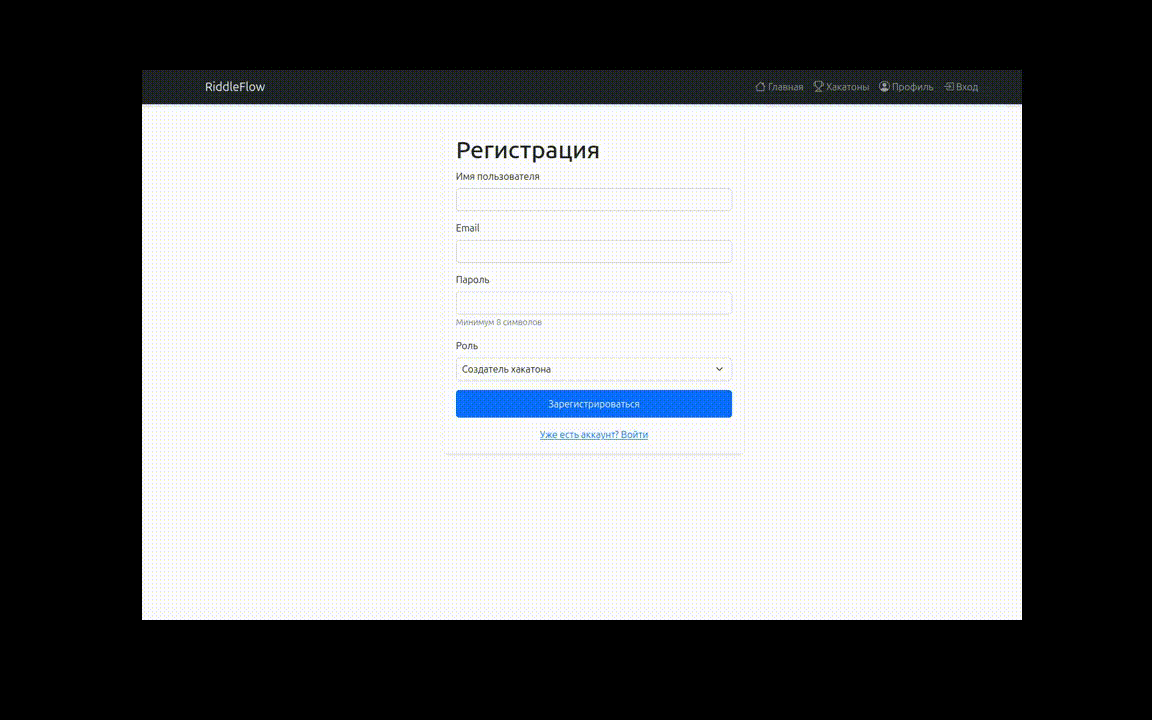 RiddleFlow Главная Хакатоны Профиль Вход
Регистрация
Имя пользователя
Email
Пароль
Минимум 8 символов
Роль
Создатель хакатона
Зарегистрироваться
Уже есть аккаунт? Войти